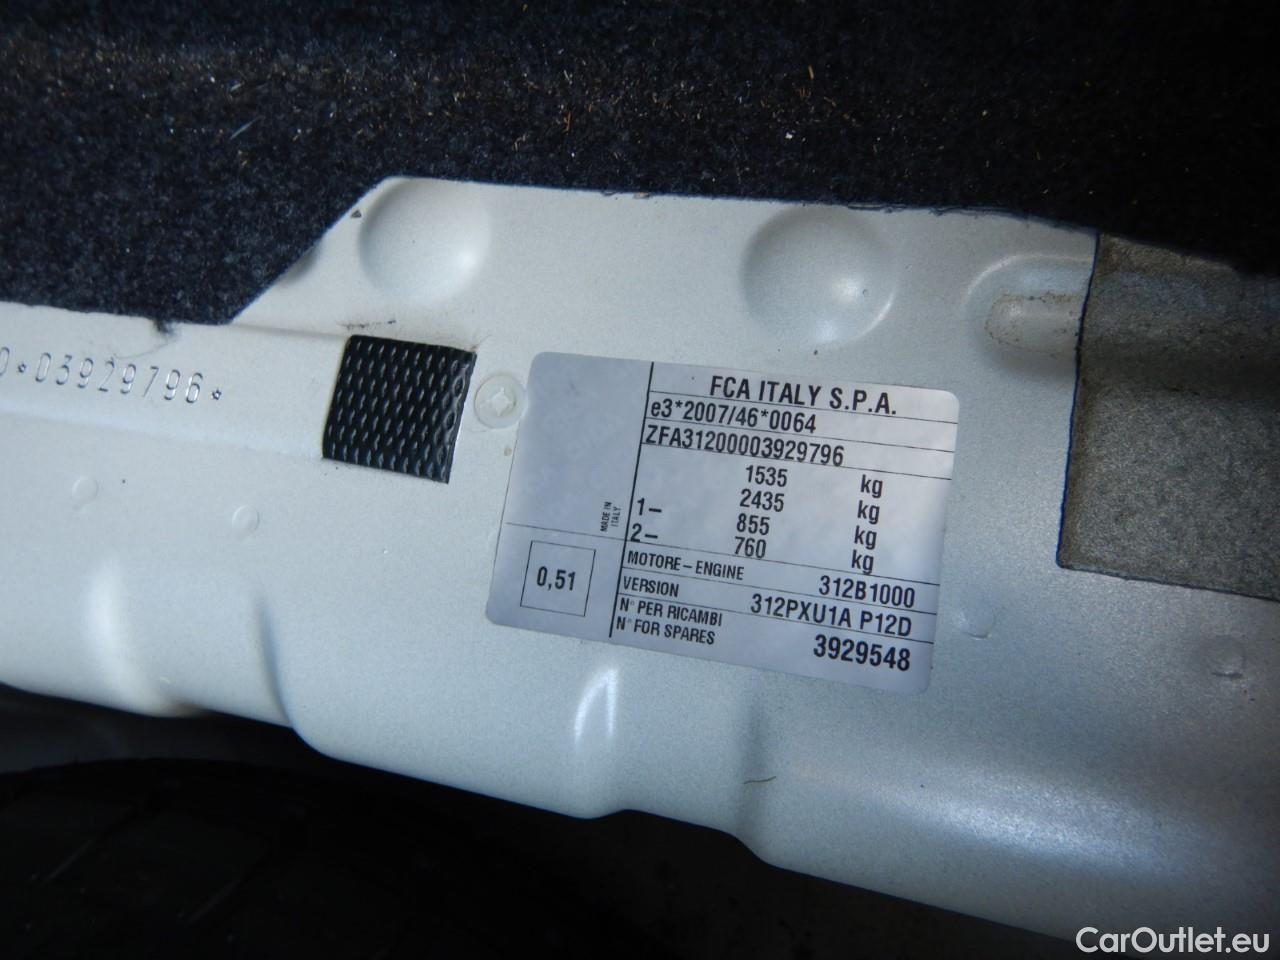 0*03929796*
FCA ITALY S.P.A.
e3*2007/46*0064
ZFA31200003929796
1535 kg
2435 kg
1– 855 kg
2– 760 kg
MADE IN
ITALY
0,51
MOTORE – ENGINE 312B1000
VERSION 312PXU1A P12D
N° PER RICAMBI
N° FOR SPARES 3929548
CarOutlet.eu